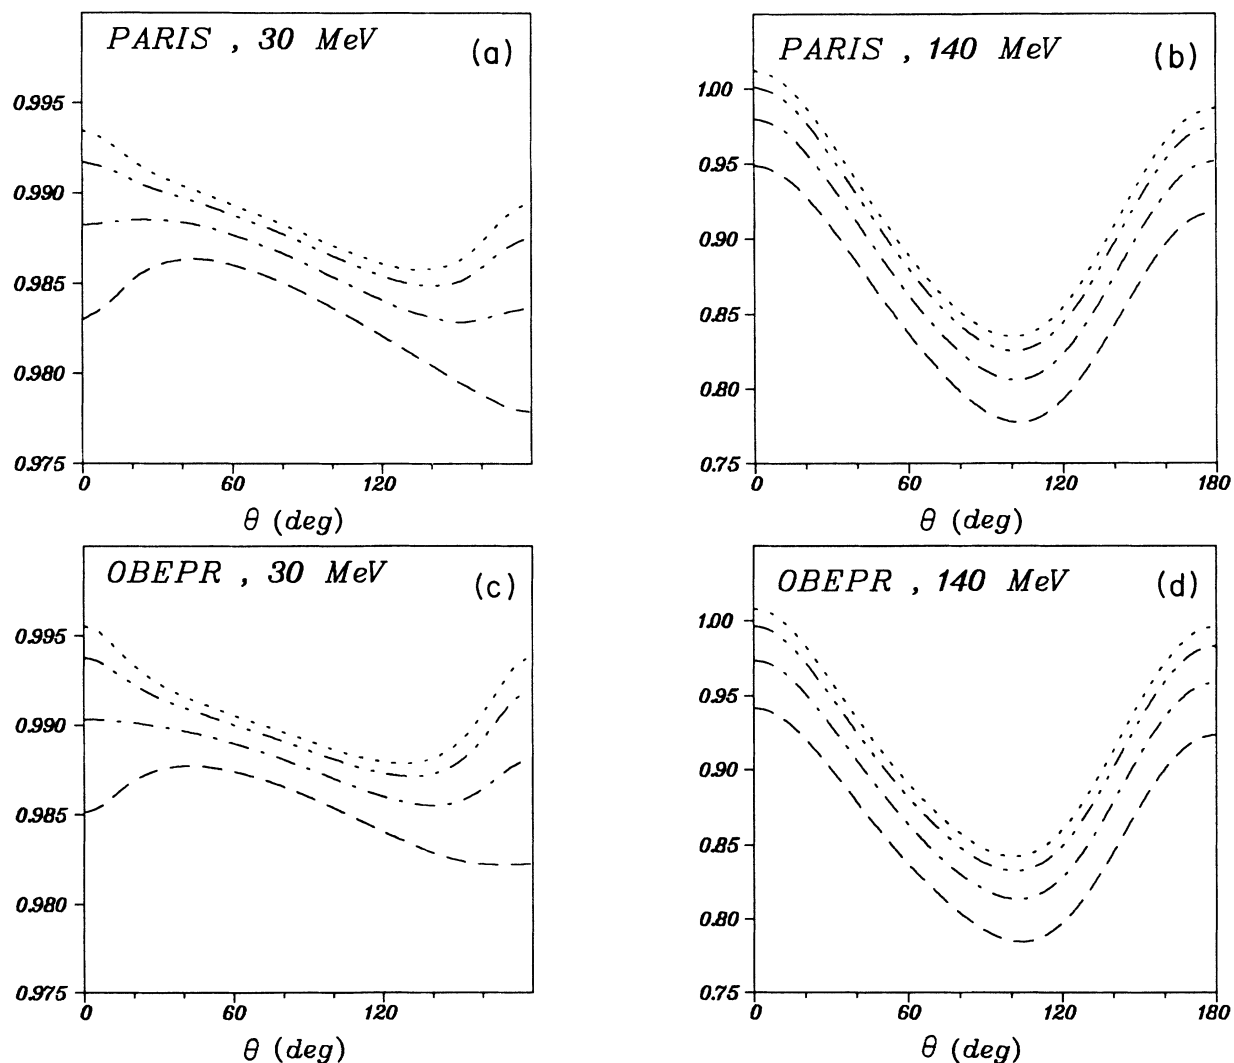 PARIS , 30 MeV (a)
0.995
0.990
0.985
0.980
0.975
0 60 120
θ (deg)
PARIS , 140 MeV (b)
1.00
0.95
0.90
0.85
0.80
0.75
0 60 120 180
θ (deg)
OBEPR , 30 MeV (c)
0.995
0.990
0.985
0.980
0.975
0 60 120
θ (deg)
OBEPR , 140 MeV (d)
1.00
0.95
0.90
0.85
0.80
0.75
0 60 120 180
θ (deg)